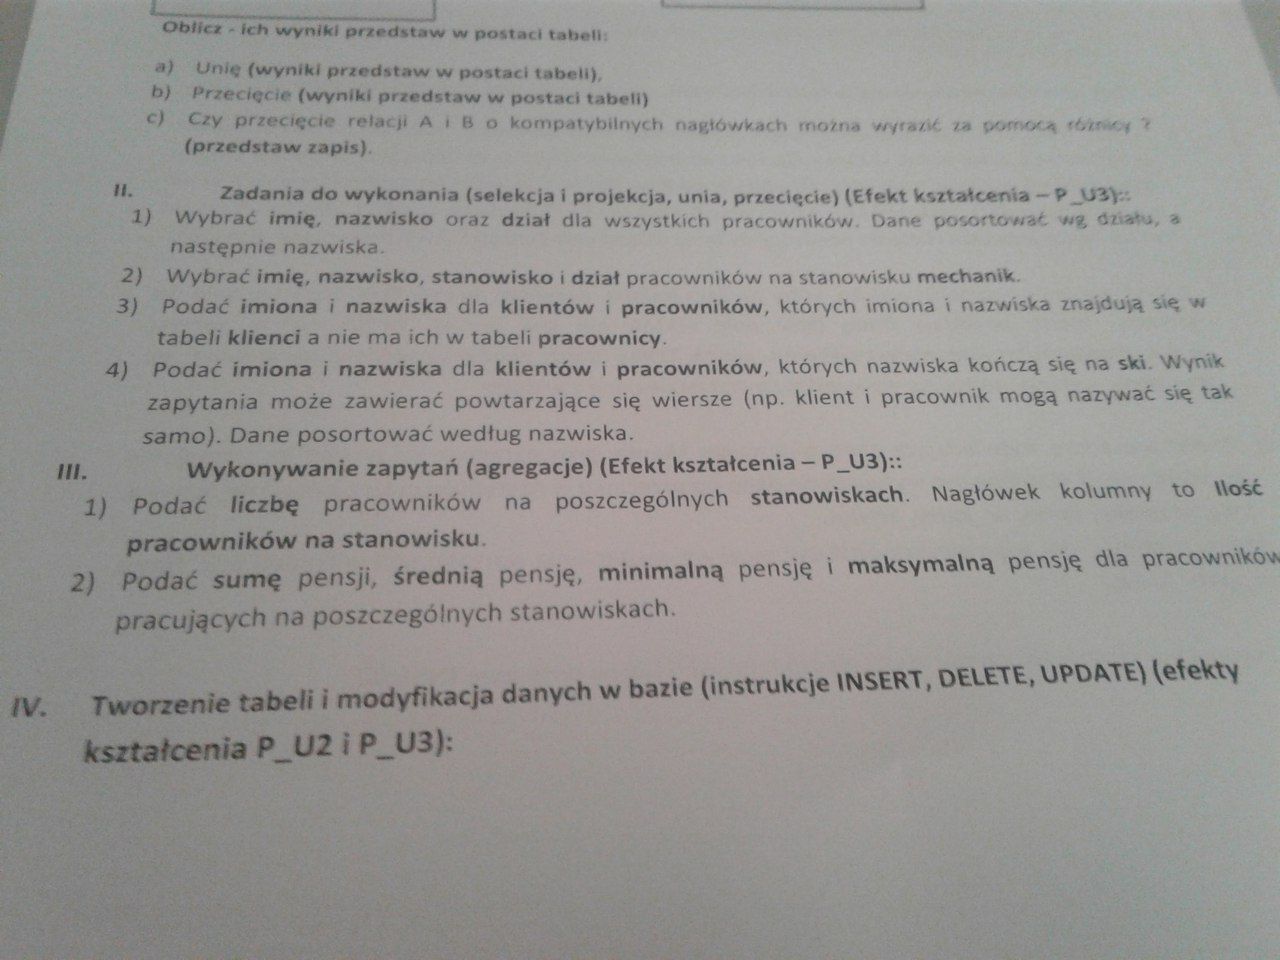 Oblicz - ich wyniki przedstaw w postaci tabeli:
a) Unię (wyniki przedstaw w postaci tabeli),
b) Przecięcie (wyniki przedstaw w postaci tabeli)
c) Czy przecięcie relacji A i B o kompatybilnych nagłówkach można wyrazić za pomocą różnicy ?
(przedstaw zapis).
II. Zadania do wykonania (selekcja i projekcja, unia, przecięcie) (Efekt kształcenia – P_U3)::
1) Wybrać imię, nazwisko oraz dział dla wszystkich pracowników. Dane posortować wg działu, a
następnie nazwiska.
2) Wybrać imię, nazwisko, stanowisko i dział pracowników na stanowisku mechanik.
3) Podać imiona i nazwiska dla klientów i pracowników, których imiona i nazwiska znajdują się w
tabeli klienci a nie ma ich w tabeli pracownicy.
4) Podać imiona i nazwiska dla klientów i pracowników, których nazwiska kończą się na ski. Wynik
zapytania może zawierać powtarzające się wiersze (np. klient i pracownik mogą nazywać się tak
samo). Dane posortować według nazwiska.
III. Wykonywanie zapytań (agregacje) (Efekt kształcenia – P_U3)::
1) Podać liczbę pracowników na poszczególnych stanowiskach. Nagłówek kolumny to Ilość
pracowników na stanowisku.
2) Podać sumę pensji, średnią pensję, minimalną pensję i maksymalną pensję dla pracowników
pracujących na poszczególnych stanowiskach.
IV. Tworzenie tabeli i modyfikacja danych w bazie (instrukcje INSERT, DELETE, UPDATE) (efekty
kształcenia P_U2 i P_U3):